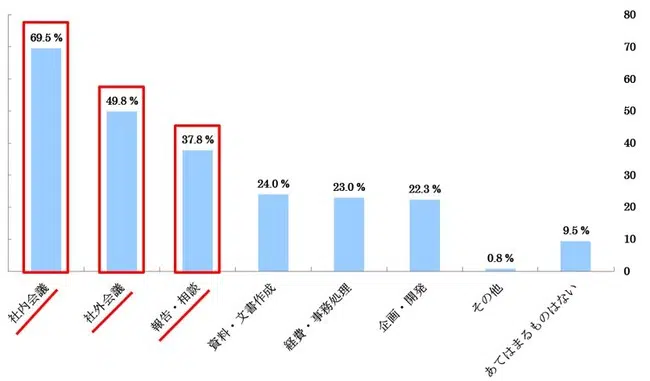 69.5 %
49.8 %
37.8 %
24.0 %
23.0 %
22.3 %
0.8 %
9.5 %
80
70
60
50
40
30
20
10
0
社内会議
社外会議
報告・相談
資料・文書作成
経費・事務処理
企画・開発
その他
あてはまるものはない